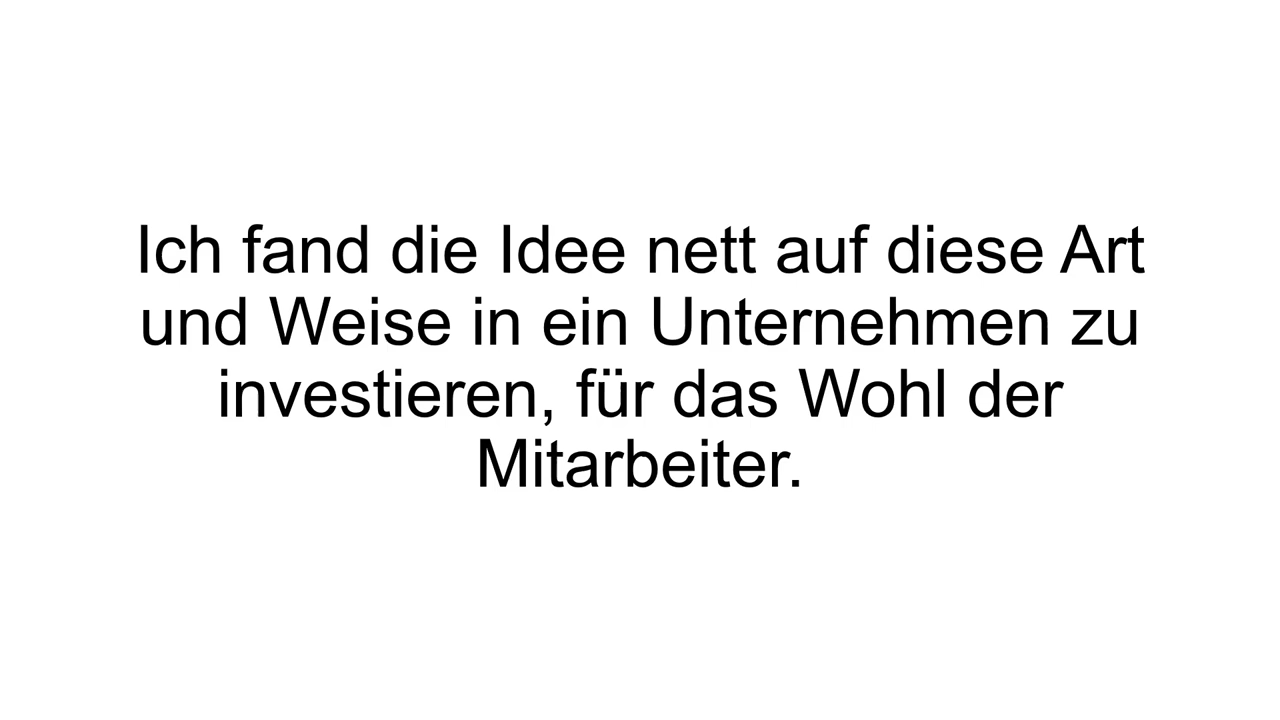 Ich fand die Idee nett auf diese Art
und Weise in ein Unternehmen zu
investieren, für das Wohl der
Mitarbeiter.